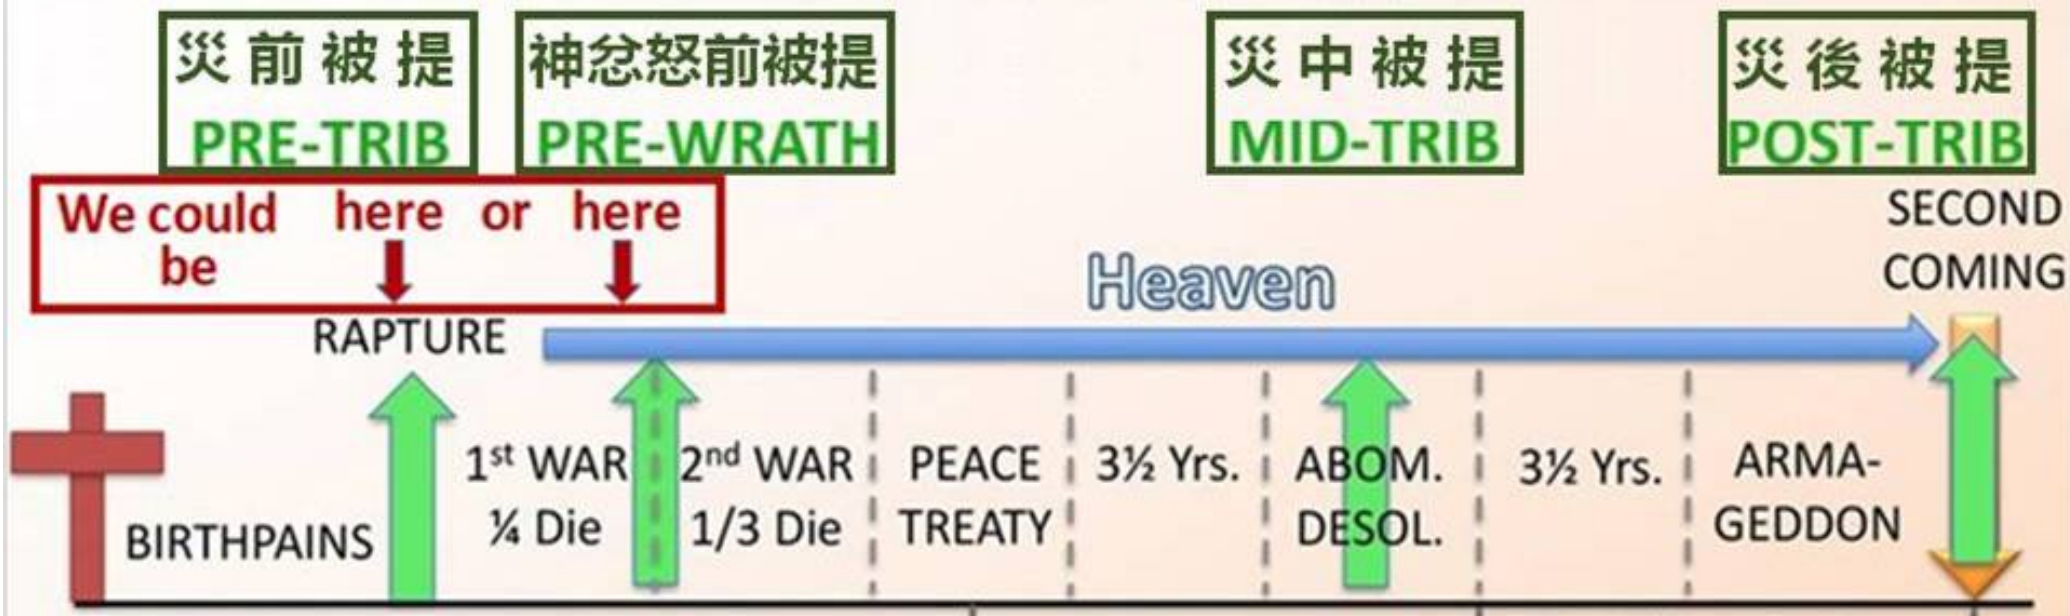 災前被提
PRE-TRIB
神忿怒前被提
PRE-WRATH
災中被提
MID-TRIB
災後被提
POST-TRIB
We could be
here or here
SECOND
COMING
Heaven
RAPTURE
BIRTHPAINS
1st WAR
¼ Die
2nd WAR
1/3 Die
PEACE
TREATY
3½ Yrs.
ABOM.
DESOL.
3½ Yrs.
ARMA-
GEDDON